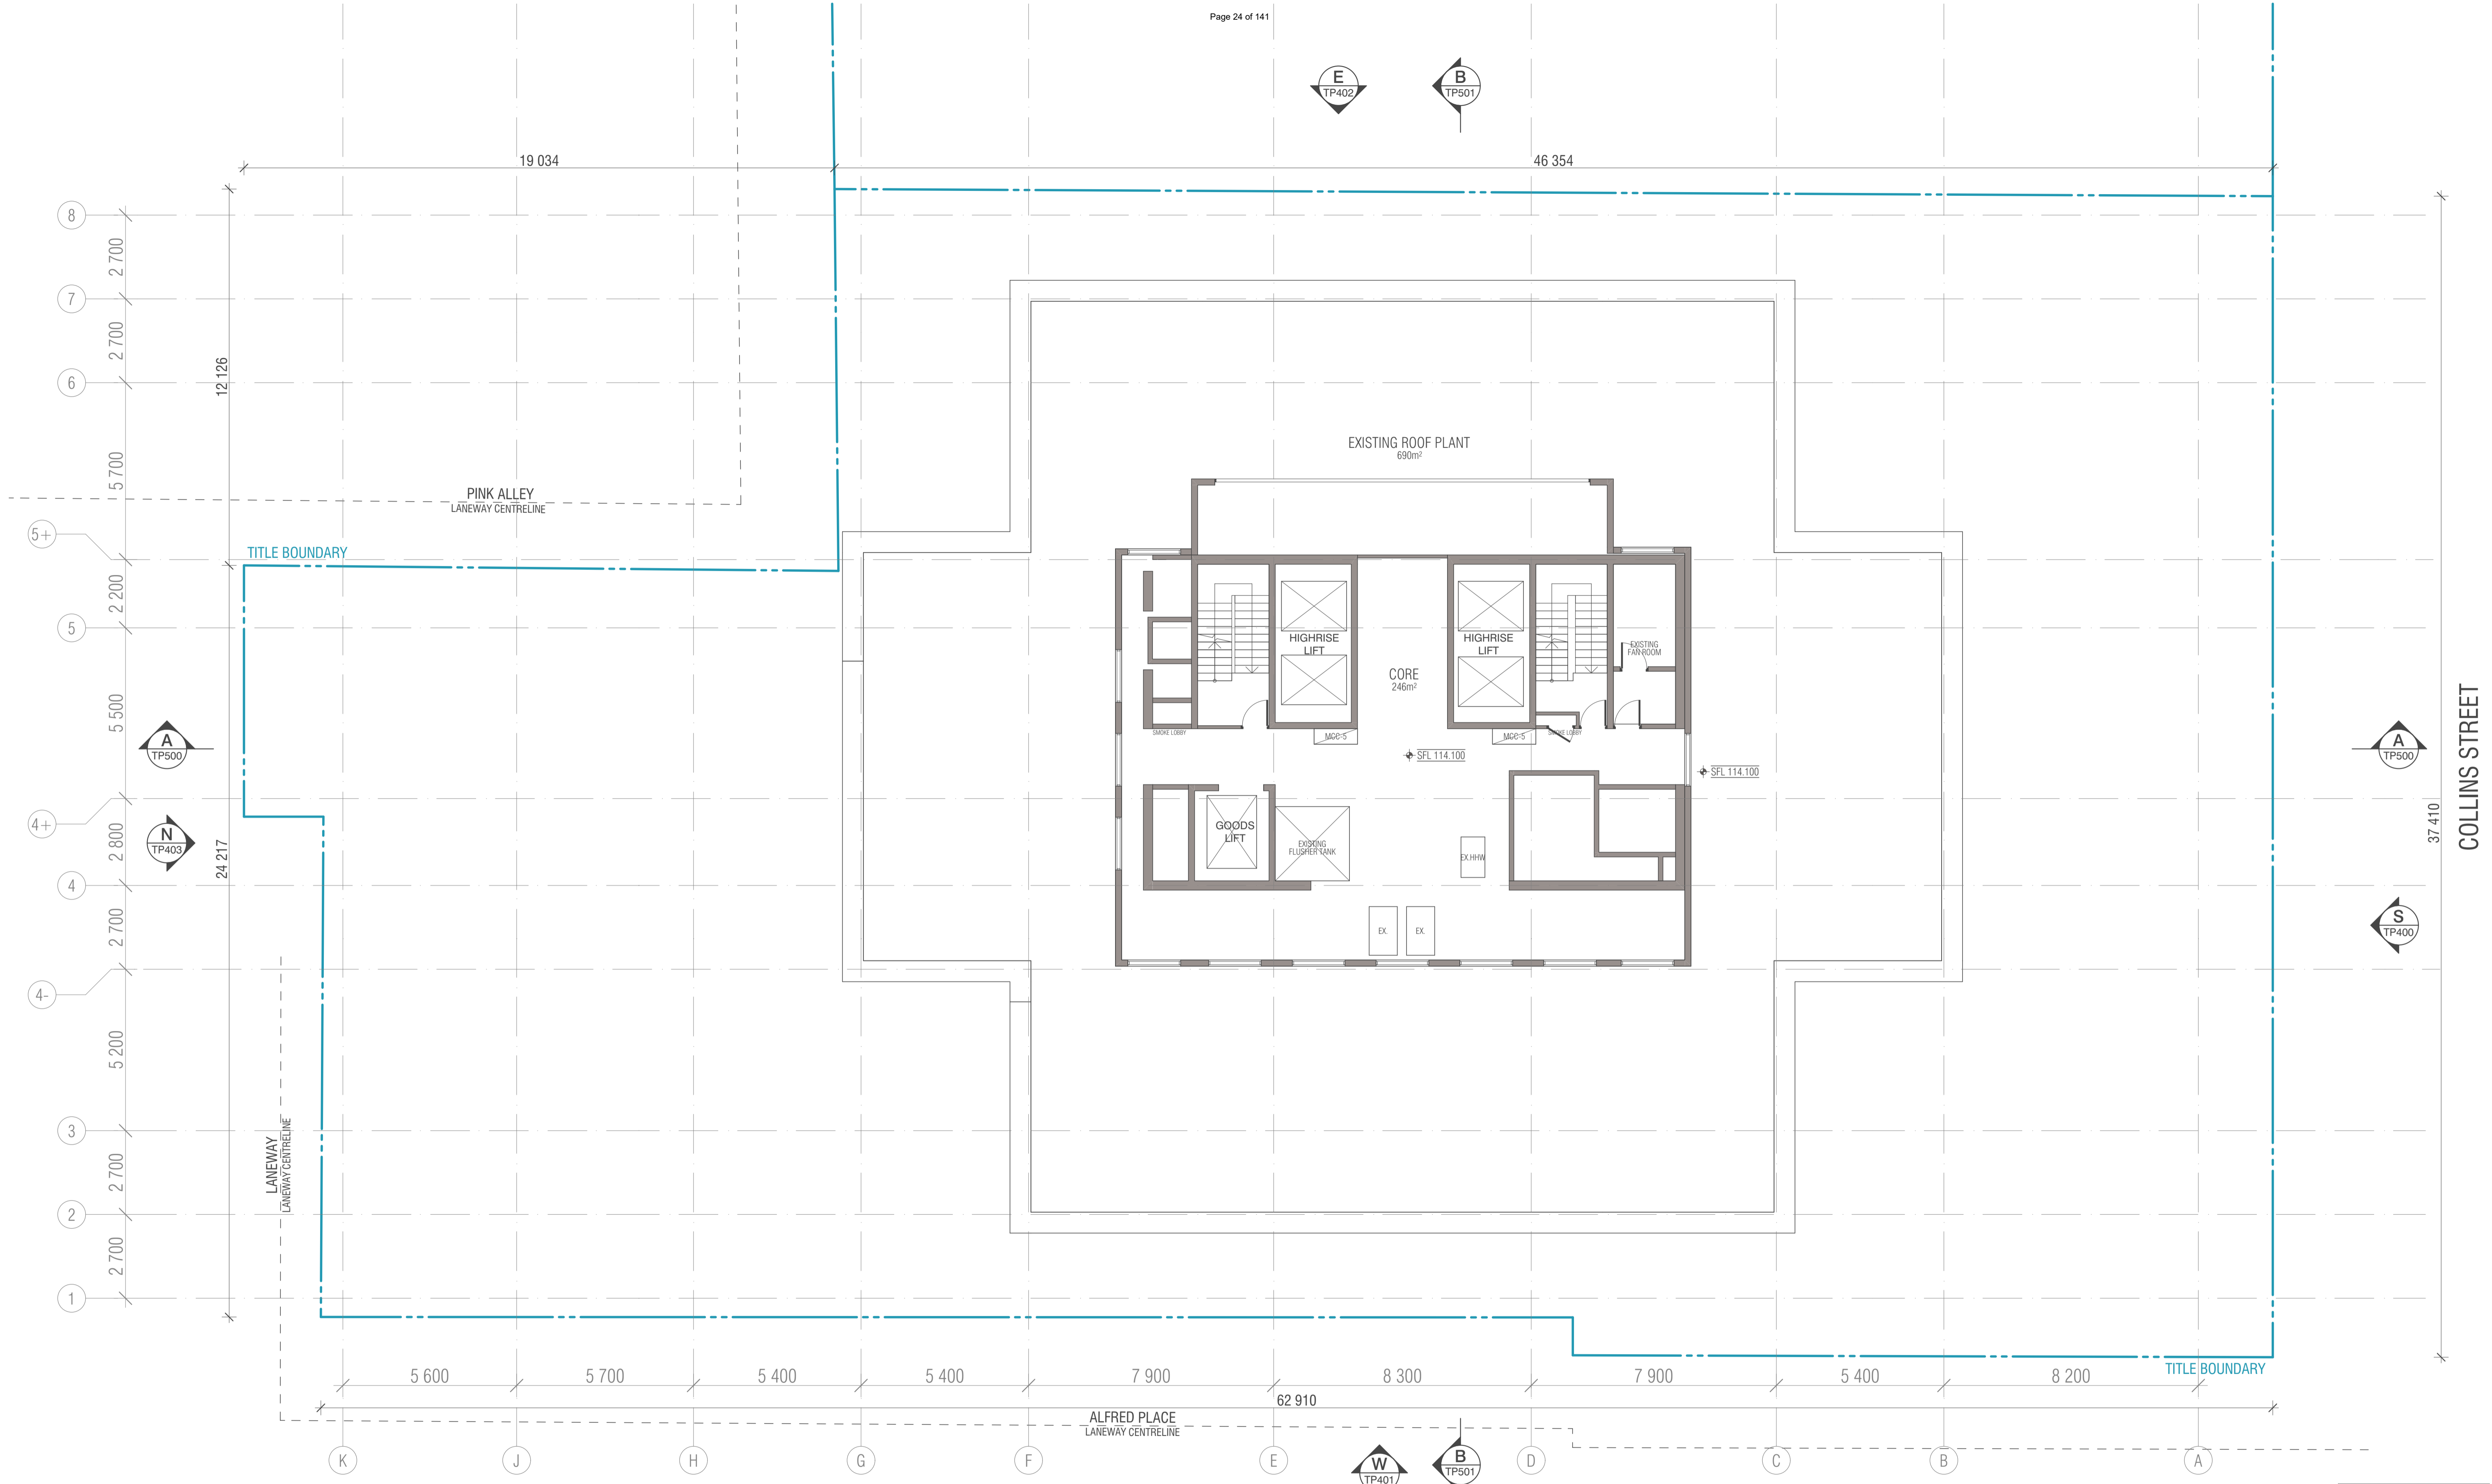 Page 24 of 141
E
TP402
B
TP501
19 034
46 354
8
2 700
7
2 700
6
12 126
5 700
EXISTING ROOF PLANT
690m²
PINK ALLEY
LANEWAY CENTRELINE
5+
TITLE BOUNDARY
2 200
5
HIGHRISE
LIFT
HIGHRISE
LIFT
EXISTING
FAN ROOM
CORE
246m²
5 500
A
TP500
SMOKE LOBBY
MCC-5
MCC-5
SMOKE LOBBY
SFL 114.100
SFL 114.100
A
TP500
COLLINS STREET
37 410
4+
N
TP403
2 800
24 217
GOODS
LIFT
EXISTING
FLUSHER TANK
EX.HHW
4
2 700
EX.
EX.
S
TP400
4-
5 200
3
LANEWAY
LANEWAY CENTRELINE
2 700
2
2 700
1
TITLE BOUNDARY
5 600
5 700
5 400
5 400
7 900
8 300
7 900
5 400
8 200
62 910
ALFRED PLACE
LANEWAY CENTRELINE
K
J
H
G
F
E
W
TP401
B
TP501
D
C
B
A